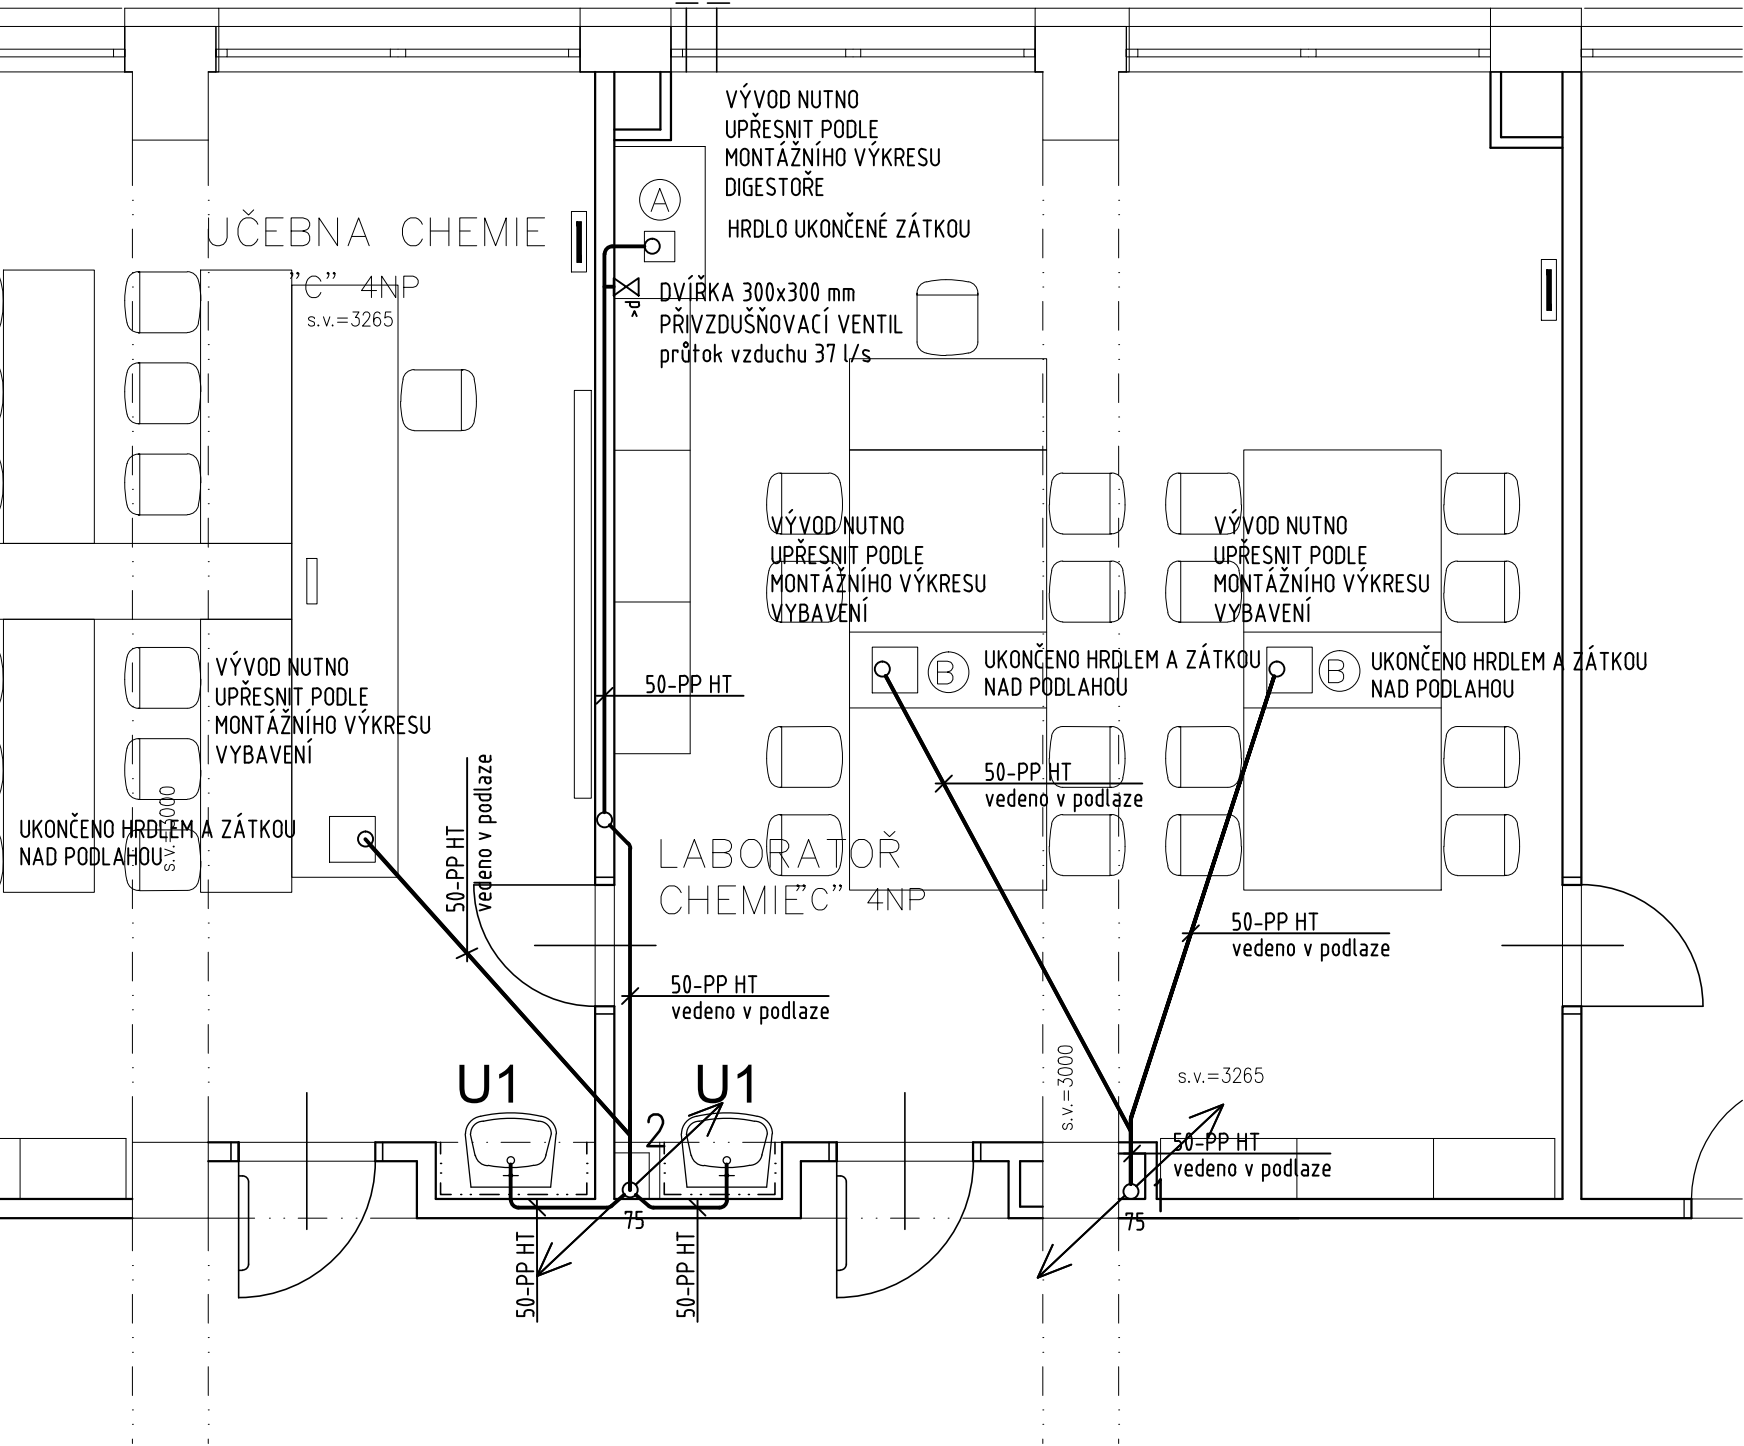 VÝVOD NUTNO
UPŘESNIT PODLE
MONTÁŽNÍHO VÝKRESU
DIGESTOŘE
A
HRDLO UKONČENÉ ZÁTKOU
UČEBNA CHEMIE
"C" 4NP
s.v.=3265
DVÍŘKA 300x300 mm
PŘIVZDUŠŇOVACÍ VENTIL
průtok vzduchu 37 l/s
VÝVOD NUTNO
UPŘESNIT PODLE
MONTÁŽNÍHO VÝKRESU
VYBAVENÍ
VÝVOD NUTNO
UPŘESNIT PODLE
MONTÁŽNÍHO VÝKRESU
VYBAVENÍ
B
UKONČENO HRDLEM A ZÁTKOU
NAD PODLAHOU
B
UKONČENO HRDLEM A ZÁTKOU
NAD PODLAHOU
VÝVOD NUTNO
UPŘESNIT PODLE
MONTÁŽNÍHO VÝKRESU
VYBAVENÍ
50-PP HT
50-PP HT
vedeno v podlaze
50-PP HT
vedeno v podlaze
UKONČENO HRDLEM A ZÁTKOU
NAD PODLAHOU
s.v.=3000
LABORATOŘ
CHEMIE"C" 4NP
50-PP HT
vedeno v podlaze
50-PP HT
vedeno v podlaze
s.v.=3000
s.v.=3265
U1
U1
2
50-PP HT
vedeno v podlaze
1
75
75
50-PP HT
50-PP HT